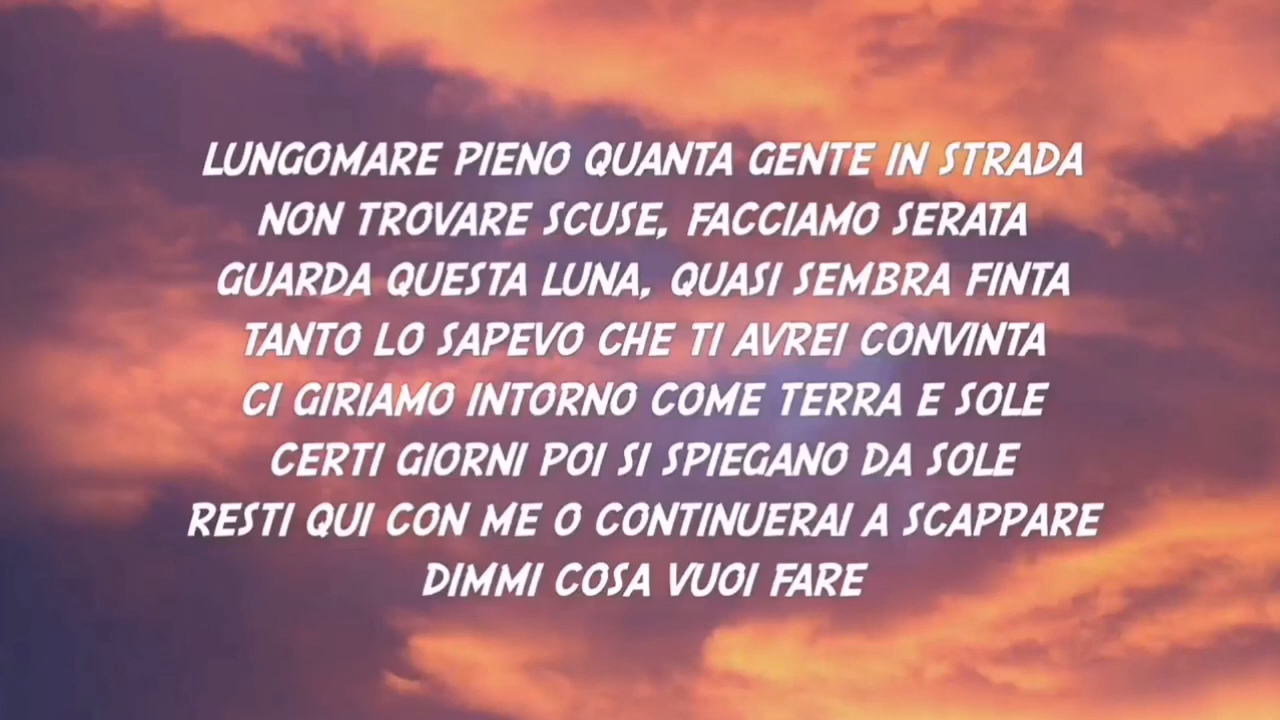 LUNGOMARE PIENO QUANTA GENTE IN STRADA
NON TROVARE SCUSE, FACCIAMO SERATA
GUARDA QUESTA LUNA, QUASI SEMBRA FINTA
TANTO LO SAPEVO CHE TI AVREI CONVINTA
CI GIRIAMO INTORNO COME TERRA E SOLE
CERTI GIORNI POI SI SPIEGANO DA SOLE
RESTI QUI CON ME O CONTINUERAI A SCAPPARE
DIMMI COSA VUOI FARE